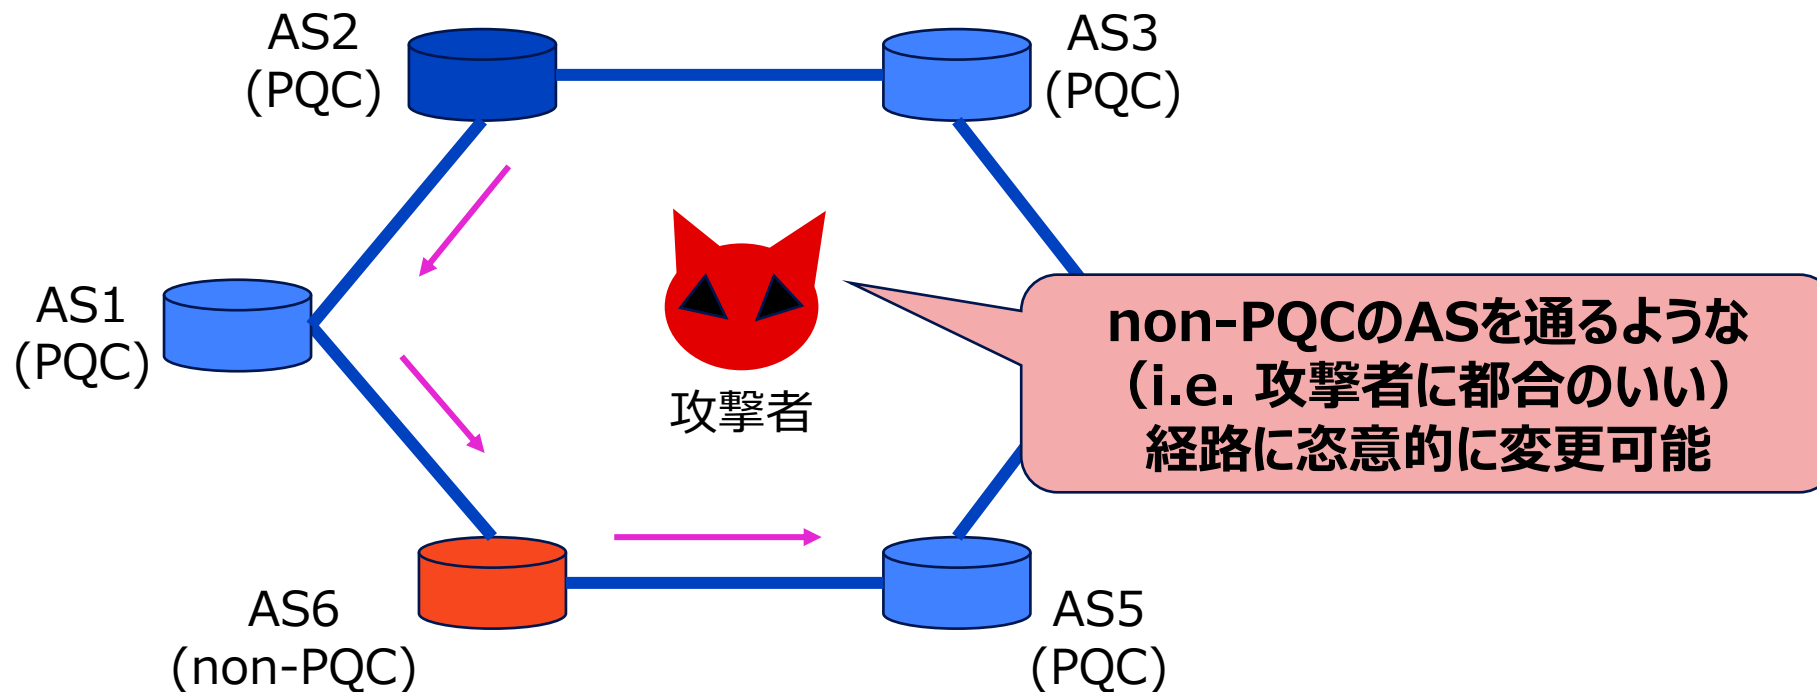 AS2
(PQC)
AS3
(PQC)
AS1
(PQC)
攻撃者
non-PQCのASを通るような
（i.e. 攻撃者に都合のいい）
経路に恣意的に変更可能
AS6
(non-PQC)
AS5
(PQC)